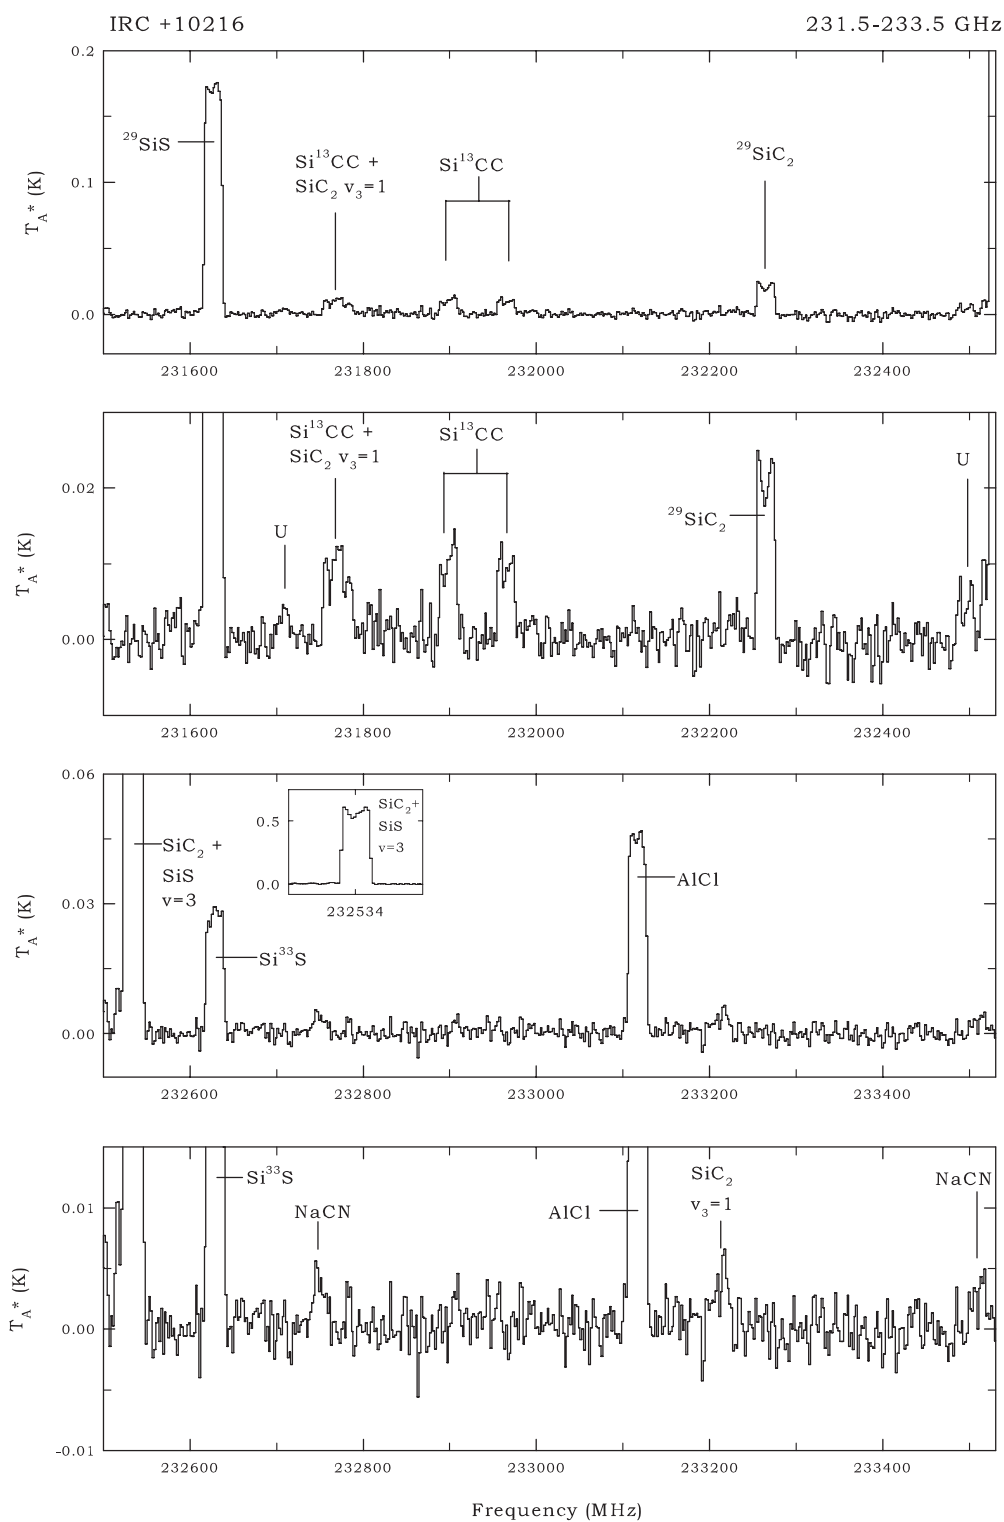 IRC +10216 231.5-233.5 GHz
0.2
0.1
0.0
T_A* (K)
²⁹SiS
Si¹³CC +
SiC₂ v₃=1
Si¹³CC
²⁹SiC₂
231600 231800 232000 232200 232400
0.02
0.00
T_A* (K)
U
Si¹³CC +
SiC₂ v₃=1
Si¹³CC
²⁹SiC₂
U
231600 231800 232000 232200 232400
0.06
0.03
0.00
T_A* (K)
SiC₂ +
SiS
v=3
Si³³S
0.5
0.0
SiC₂+
SiS
v=3
232534
AlCl
232600 232800 233000 233200 233400
0.01
0.00
-0.01
T_A* (K)
Si³³S
NaCN
AlCl
SiC₂
v₃=1
NaCN
232600 232800 233000 233200 233400
Frequency (MHz)